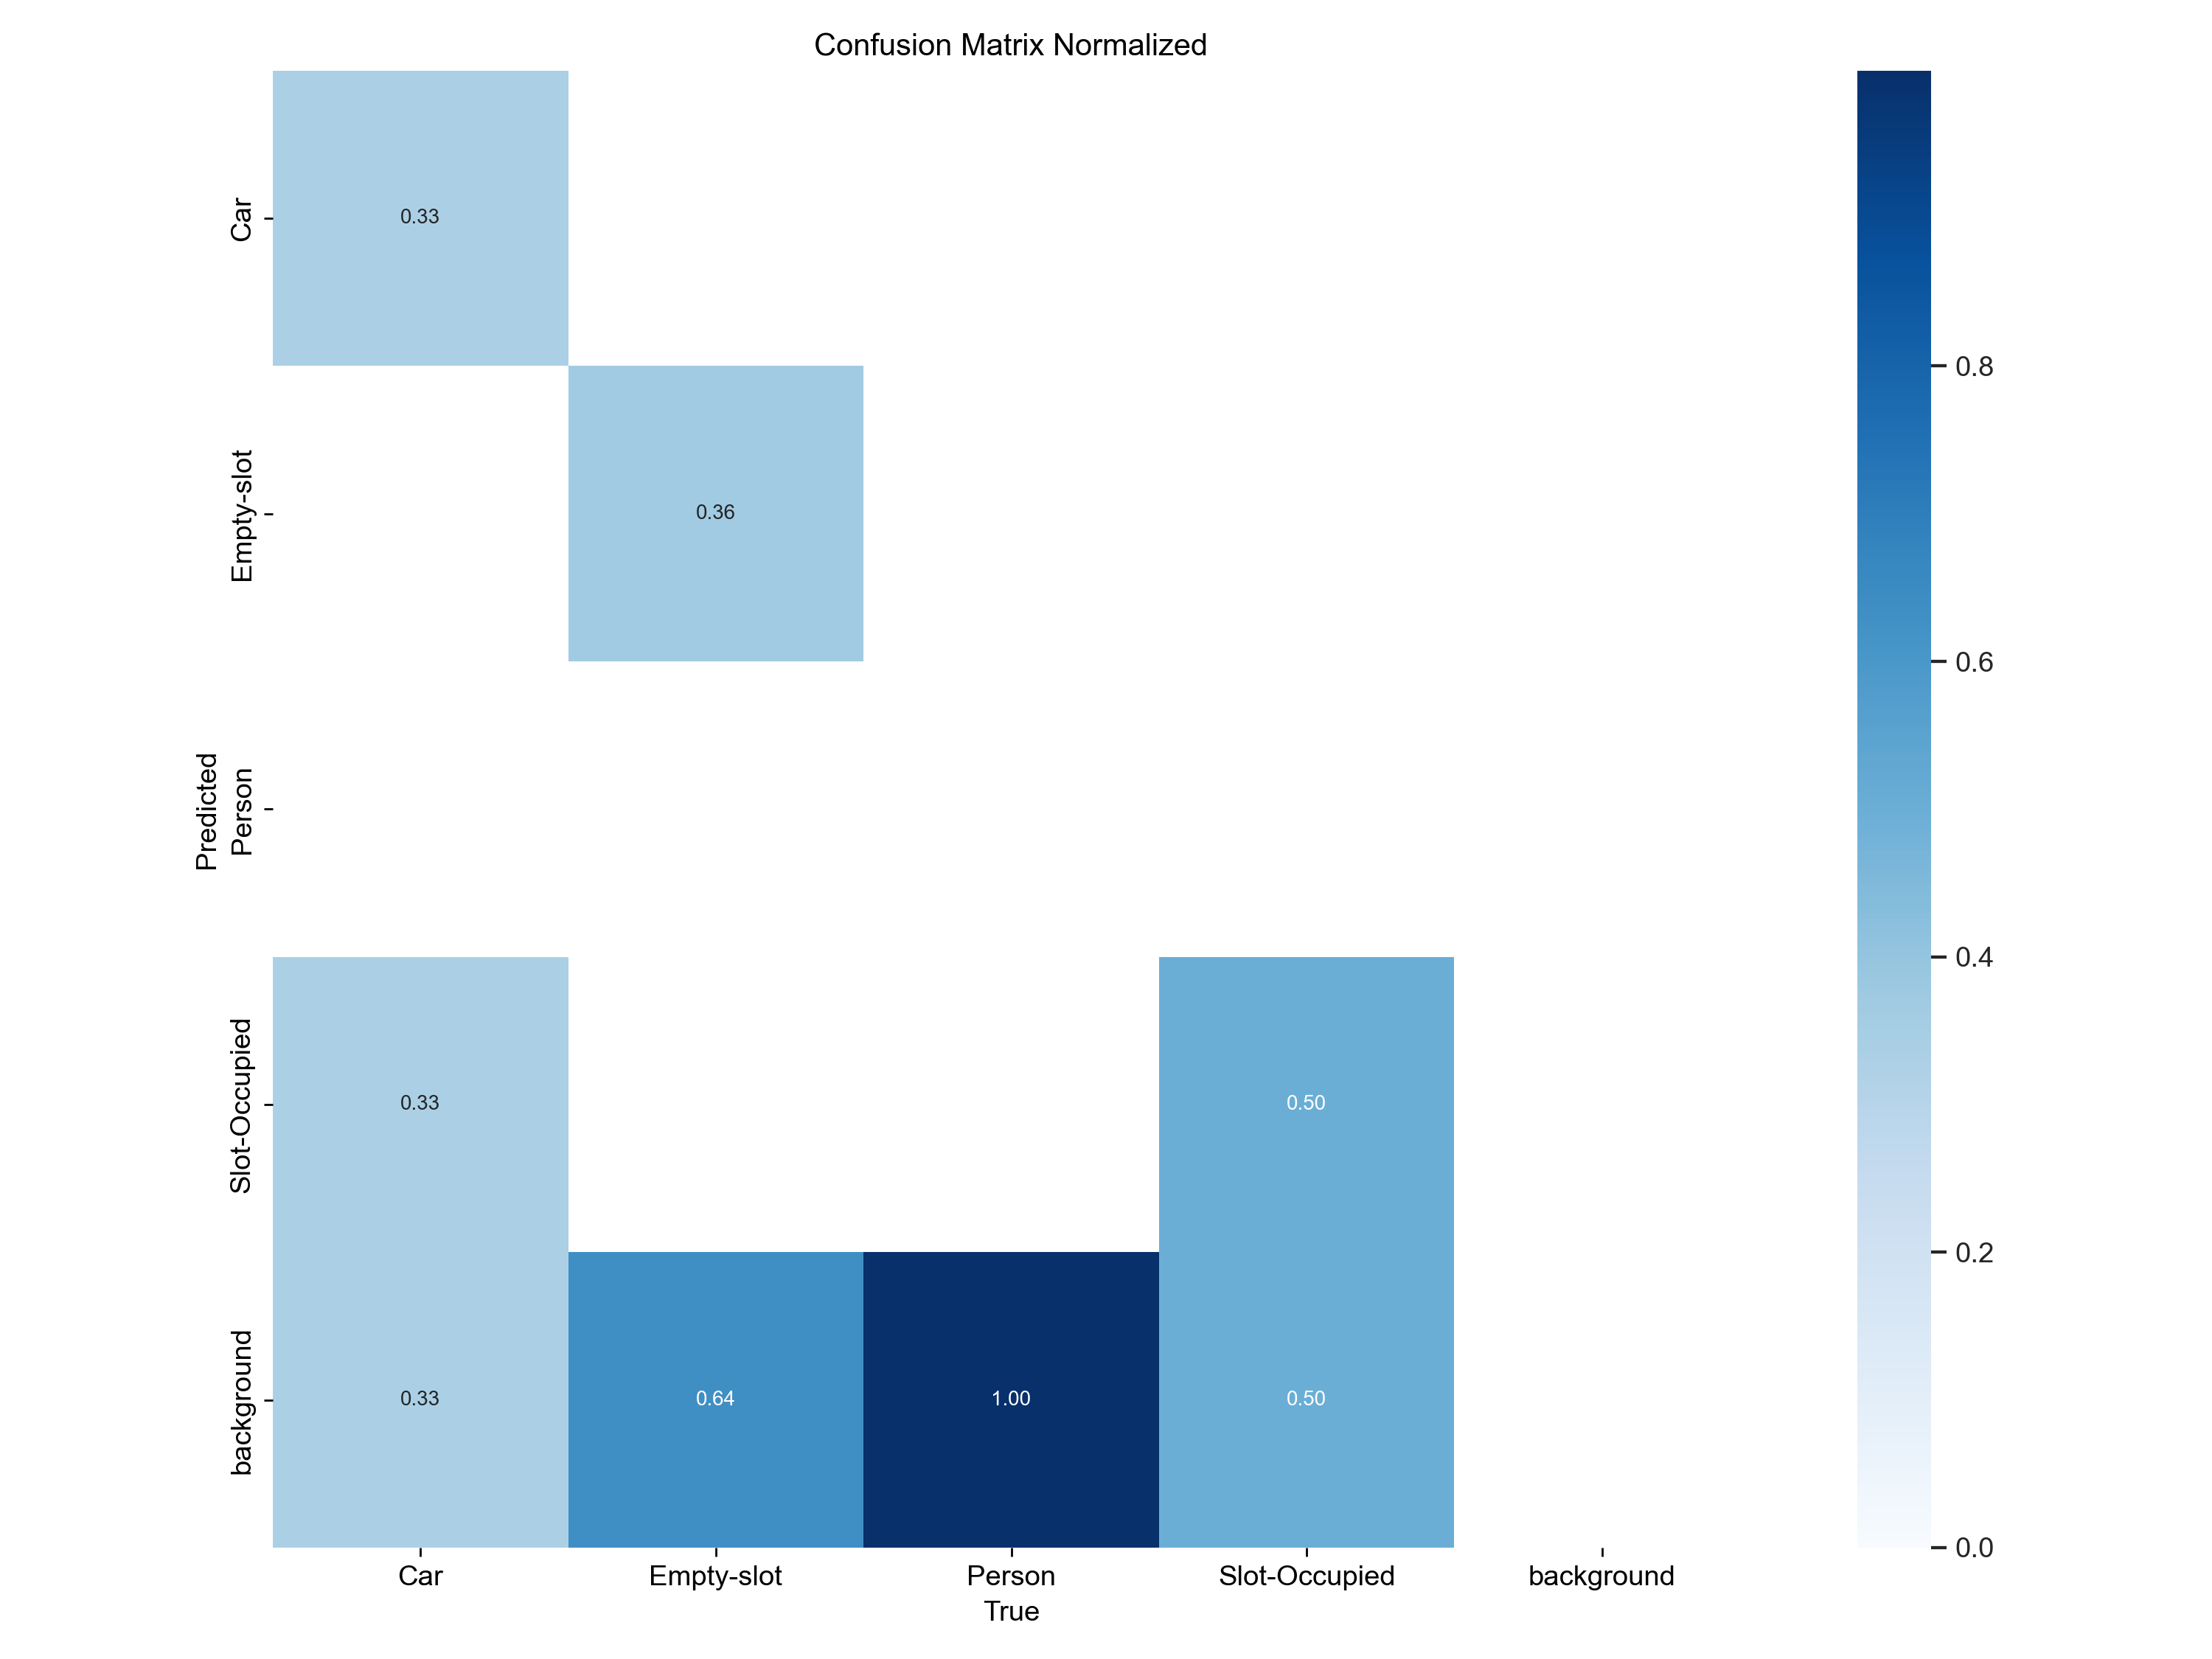 Confusion Matrix Normalized
Predicted
Car
Empty-slot
Person
Slot-Occupied
background
0.33
0.36
0.33
0.50
0.33
0.64
1.00
0.50
Car
Empty-slot
Person
Slot-Occupied
background
True
0.8
0.6
0.4
0.2
0.0